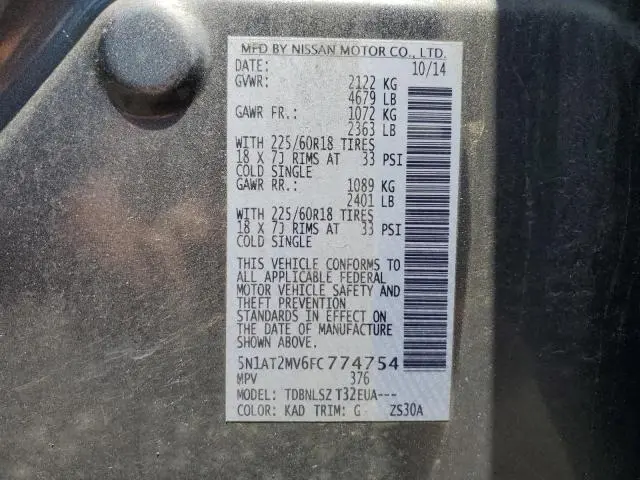 MFD BY NISSAN MOTOR CO., LTD.
DATE: 10/14
GVWR: 2122 KG
4679 LB
GAWR FR.: 1072 KG
2363 LB
WITH 225/60R18 TIRES
18 X 7J RIMS AT 33 PSI
COLD SINGLE
GAWR RR.: 1089 KG
2401 LB
WITH 225/60R18 TIRES
18 X 7J RIMS AT 33 PSI
COLD SINGLE
THIS VEHICLE CONFORMS TO
ALL APPLICABLE FEDERAL
MOTOR VEHICLE SAFETY AND
THEFT PREVENTION
STANDARDS IN EFFECT ON
THE DATE OF MANUFACTURE
SHOWN ABOVE.
5N1AT2MV6FC774754
MPV 376
MODEL: TDBNLSZ T32EUA---
COLOR: KAD TRIM: G ZS30A